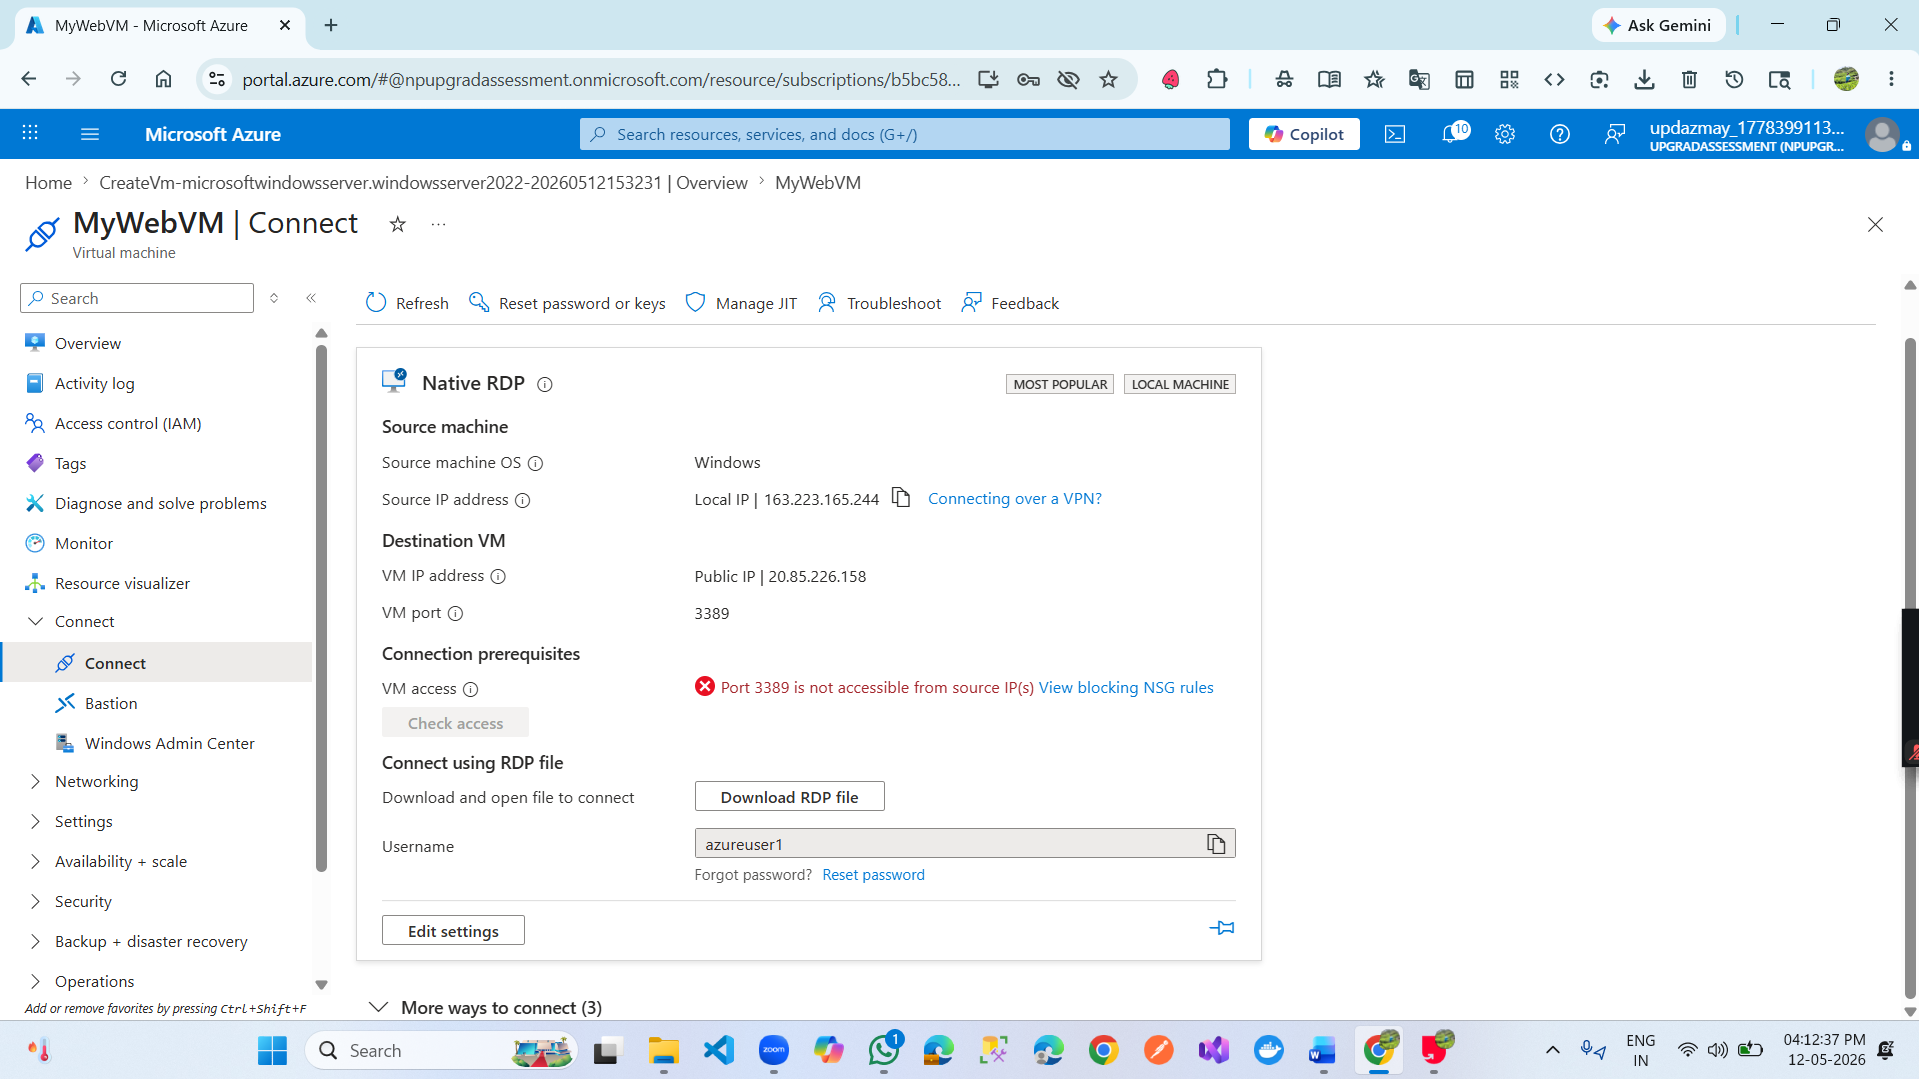 MyWebVM - Microsoft Azure
Ask Gemini
portal.azure.com/#@npupgradassessment.onmicrosoft.com/resource/subscriptions/b5bc58...
Microsoft Azure
Search resources, services, and docs (G+/)
Copilot
10
updazmay_1778399113...
UPGRADASSESSMENT (NPUPGR...
Home > CreateVm-microsoftwindowsserver.windowsserver2022-20260512153231 | Overview > MyWebVM
MyWebVM | Connect
Virtual machine
Search
Refresh
Reset password or keys
Manage JIT
Troubleshoot
Feedback
Overview
Activity log
Access control (IAM)
Tags
Diagnose and solve problems
Monitor
Resource visualizer
Connect
Connect
Bastion
Windows Admin Center
Networking
Settings
Availability + scale
Security
Backup + disaster recovery
Operations
Add or remove favorites by pressing Ctrl+Shift+F
Native RDP
MOST POPULAR
LOCAL MACHINE
Source machine
Source machine OS
Windows
Source IP address
Local IP | 163.223.165.244
Connecting over a VPN?
Destination VM
VM IP address
Public IP | 20.85.226.158
VM port
3389
Connection prerequisites
VM access
Port 3389 is not accessible from source IP(s) View blocking NSG rules
Check access
Connect using RDP file
Download and open file to connect
Download RDP file
Username
azureuser1
Forgot password? Reset password
Edit settings
More ways to connect (3)
Search
zoom
1
ENG
IN
04:12:37 PM
12-05-2026